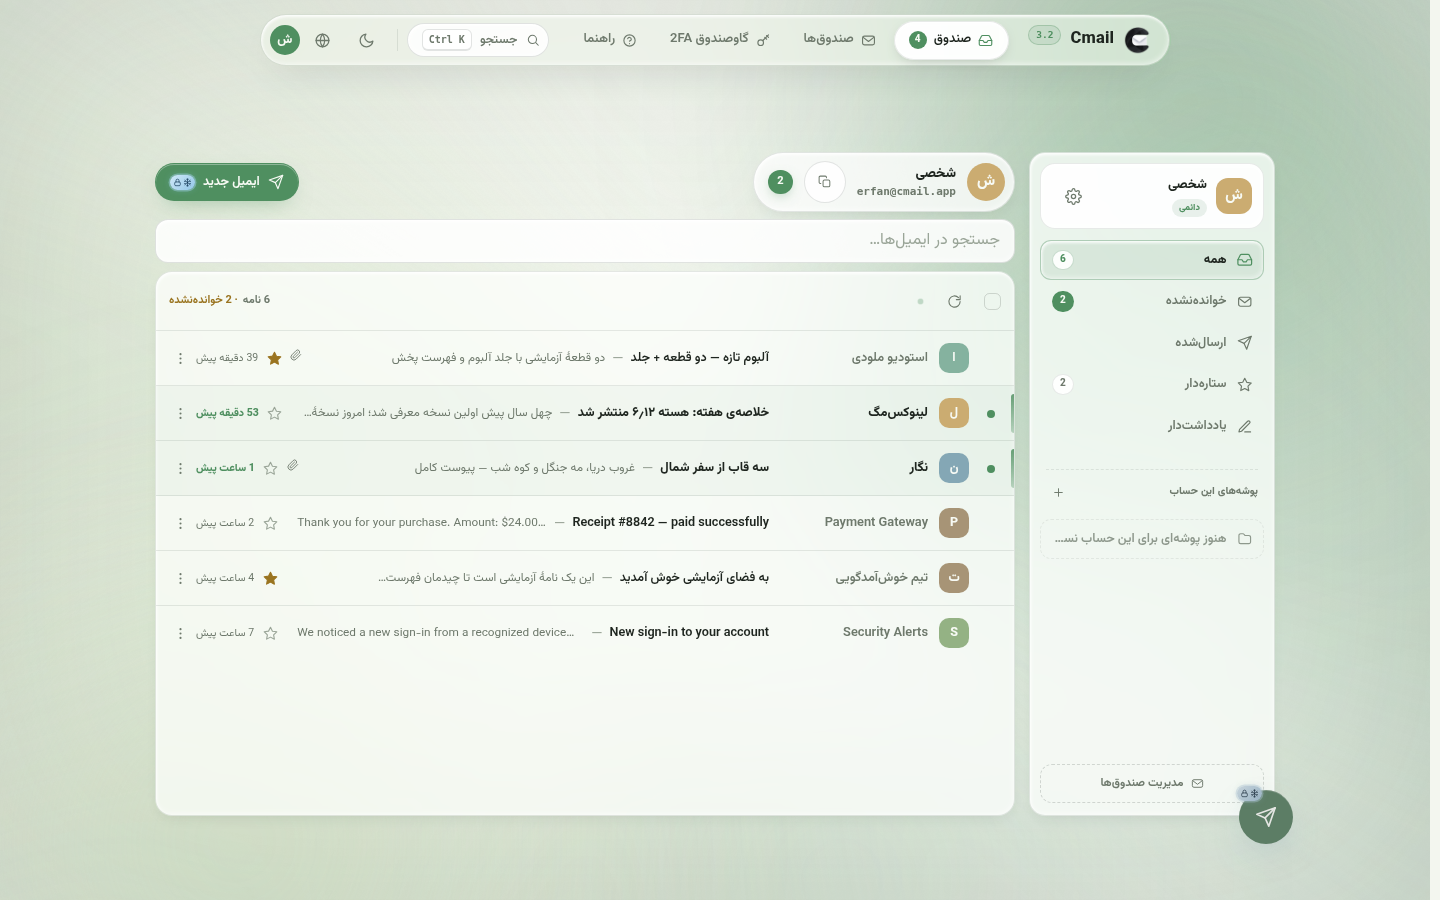 Cmail 3.2
صندوق 4
صندوق‌ها
گاوصندوق 2FA
راهنما
جستجو Ctrl K
ش
ش
شخصی
دائمی
همه 6
خوانده‌نشده 2
ارسال‌شده
ستاره‌دار 2
یادداشت‌دار
پوشه‌های این حساب +
هنوز پوشه‌ای برای این حساب نس...
مدیریت صندوق‌ها
ش
شخصی
erfan@cmail.app
2
ایمیل جدید
جستجو در ایمیل‌ها...
6 نامه · 2 خوانده‌نشده
ا استودیو ملودی آلبوم تازه — دو قطعه + جلد — دو قطعهٔ آزمایشی با جلد آلبوم و فهرست پخش 39 دقیقه پیش
ل لینوکس‌مگ خلاصه‌ی هفته: هسته ۶٫۱۲ منتشر شد — چهل سال پیش اولین نسخه معرفی شد؛ امروز نسخهٔ... 53 دقیقه پیش
ن نگار سه قاب از سفر شمال — غروب دریا، مه جنگل و کوه شب — پیوست کامل 1 ساعت پیش
P Payment Gateway Receipt #8842 — paid successfully — Thank you for your purchase. Amount: $24.00... 2 ساعت پیش
ت تیم خوش‌آمدگویی به فضای آزمایشی خوش آمدید — این یک نامهٔ آزمایشی است تا چیدمان فهرست... 4 ساعت پیش
S Security Alerts New sign-in to your account — We noticed a new sign-in from a recognized device... 7 ساعت پیش